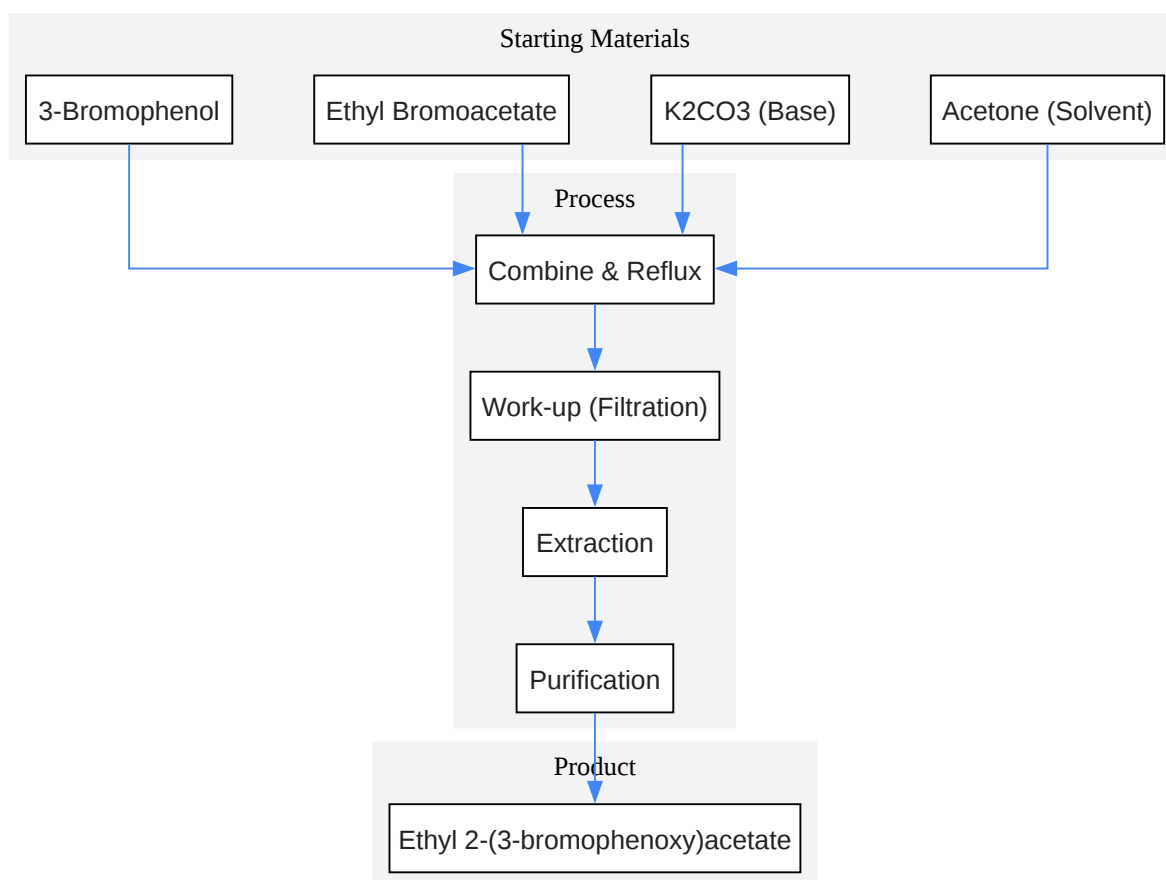 Starting Materials
3-Bromophenol
Ethyl Bromoacetate
K2CO3 (Base)
Acetone (Solvent)
Process
Combine & Reflux
Work-up (Filtration)
Extraction
Purification
Product
Ethyl 2-(3-bromophenoxy)acetate